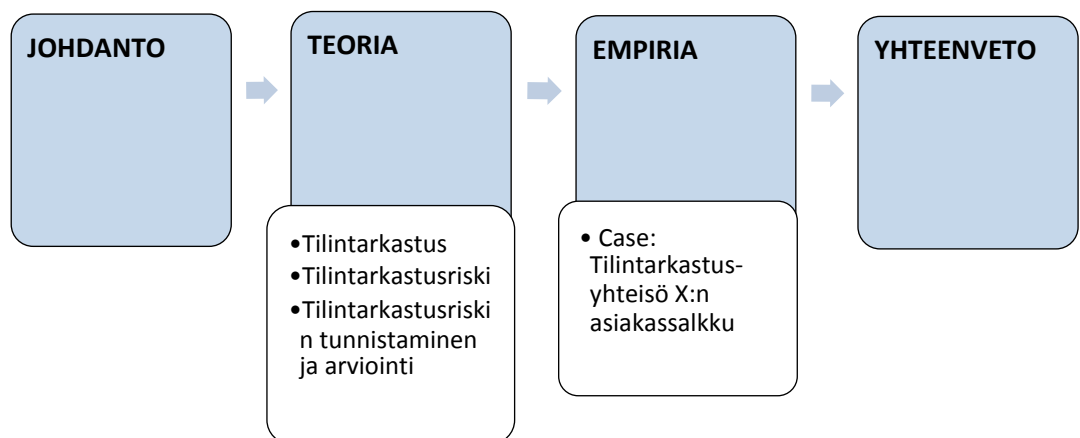 JOHDANTO
TEORIA
•Tilintarkastus
•Tilintarkastusriski
•Tilintarkastusriski
n tunnistaminen
ja arviointi
EMPIRIA
• Case:
Tilintarkastus-
yhteisö X:n
asiakassalkku
YHTEENVETO